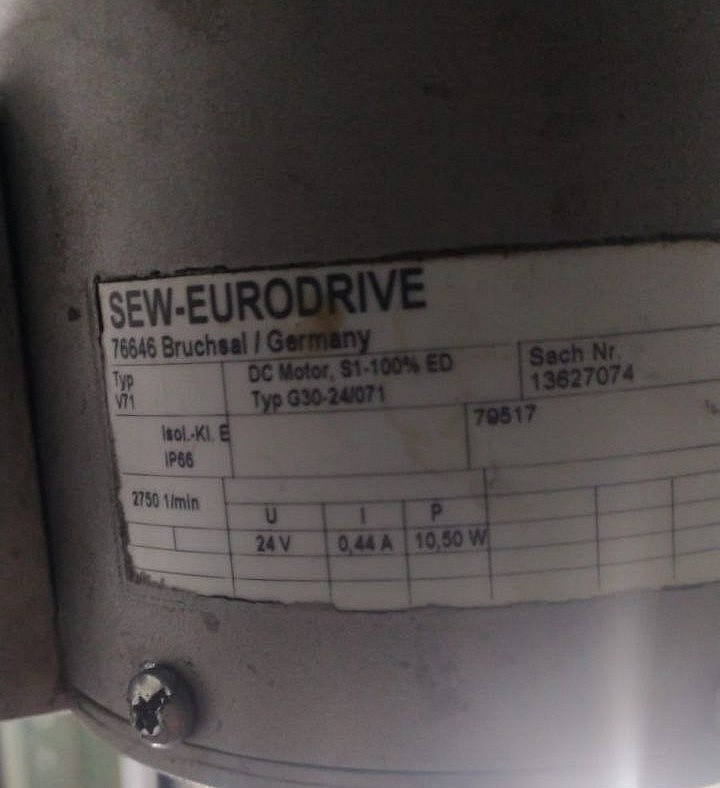 SEW-EURODRIVE
76646 Bruchsal / Germany
Typ
V71
DC Motor, S1-100% ED
Typ G30-24/071
Sach Nr.
13627074
Isol.-Kl. E
IP66
79517
2750 1/min
U I P
24 V 0,44 A 10,50 W